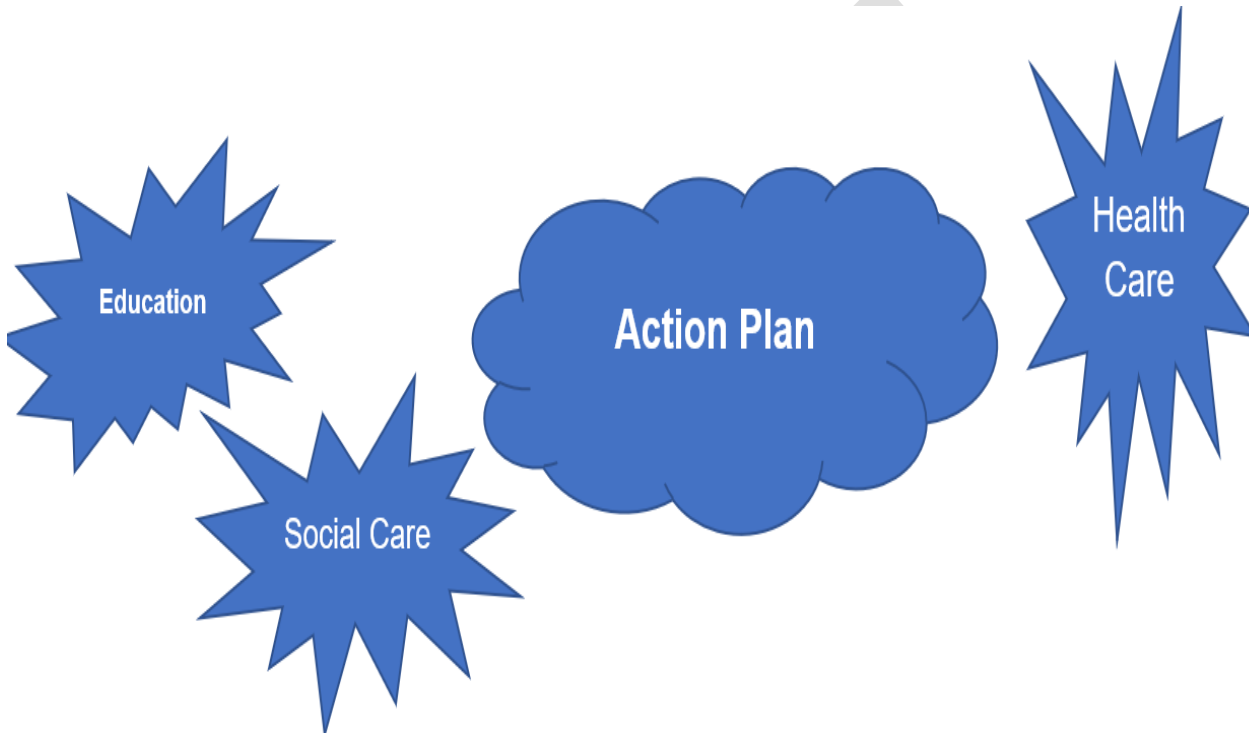 Education
Social Care
Action Plan
Health
Care